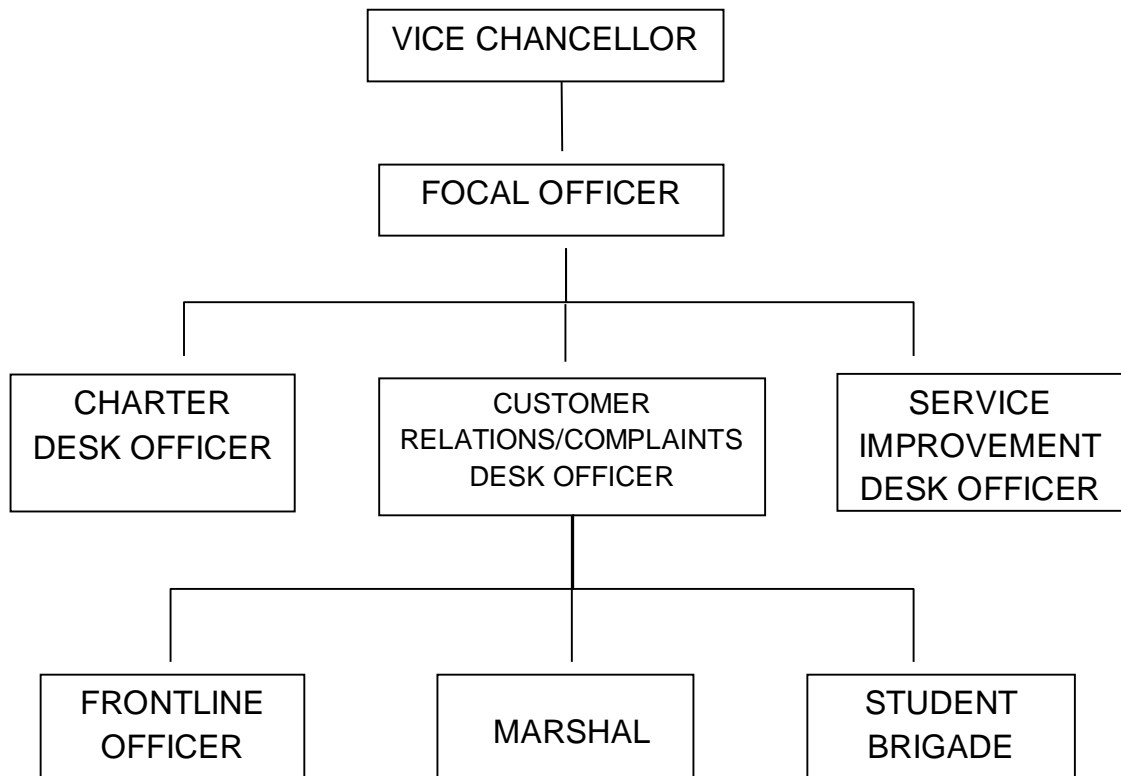 VICE CHANCELLOR
FOCAL OFFICER
CHARTER
DESK OFFICER
CUSTOMER
RELATIONS/COMPLAINTS
DESK OFFICER
SERVICE
IMPROVEMENT
DESK OFFICER
FRONTLINE
OFFICER
MARSHAL
STUDENT
BRIGADE